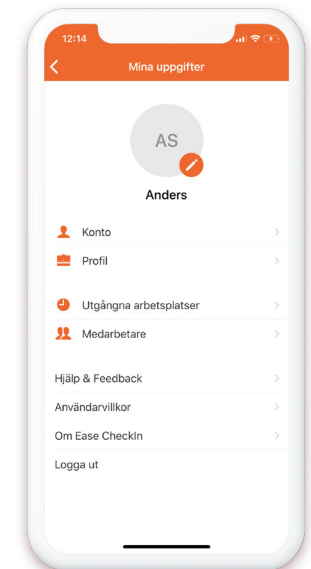 12:14
Mina uppgifter
AS
Anders
Konto
Profil
Utgångna arbetsplatser
Medarbetare
Hjälp & Feedback
Användarvillkor
Om Ease CheckIn
Logga ut